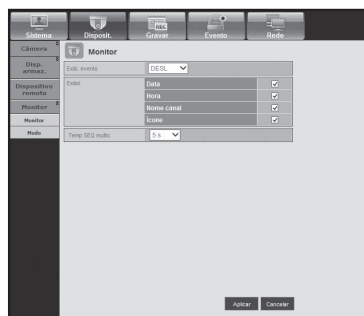 Sistema Disposit. Gravar Evento Rede
REC
Câmera
Disp. armaz.
Dispositivo remoto
Monitor
Monitor
Modo
Monitor
Exib. evento DESL
Exibir Data
Hora
Nome canal
Ícone
Temp SEQ multic 5 s
Aplicar Cancelar